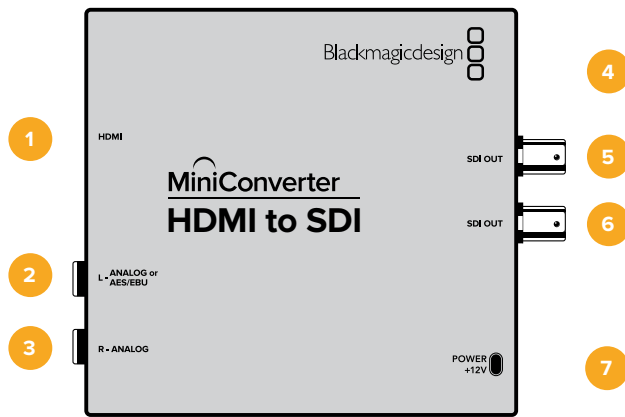 Blackmagicdesign
4
1
HDMI
SDI OUT
5
MiniConverter
HDMI to SDI
SDI OUT
6
2
L - ANALOG or
AES/EBU
3
R - ANALOG
POWER
+12V
7